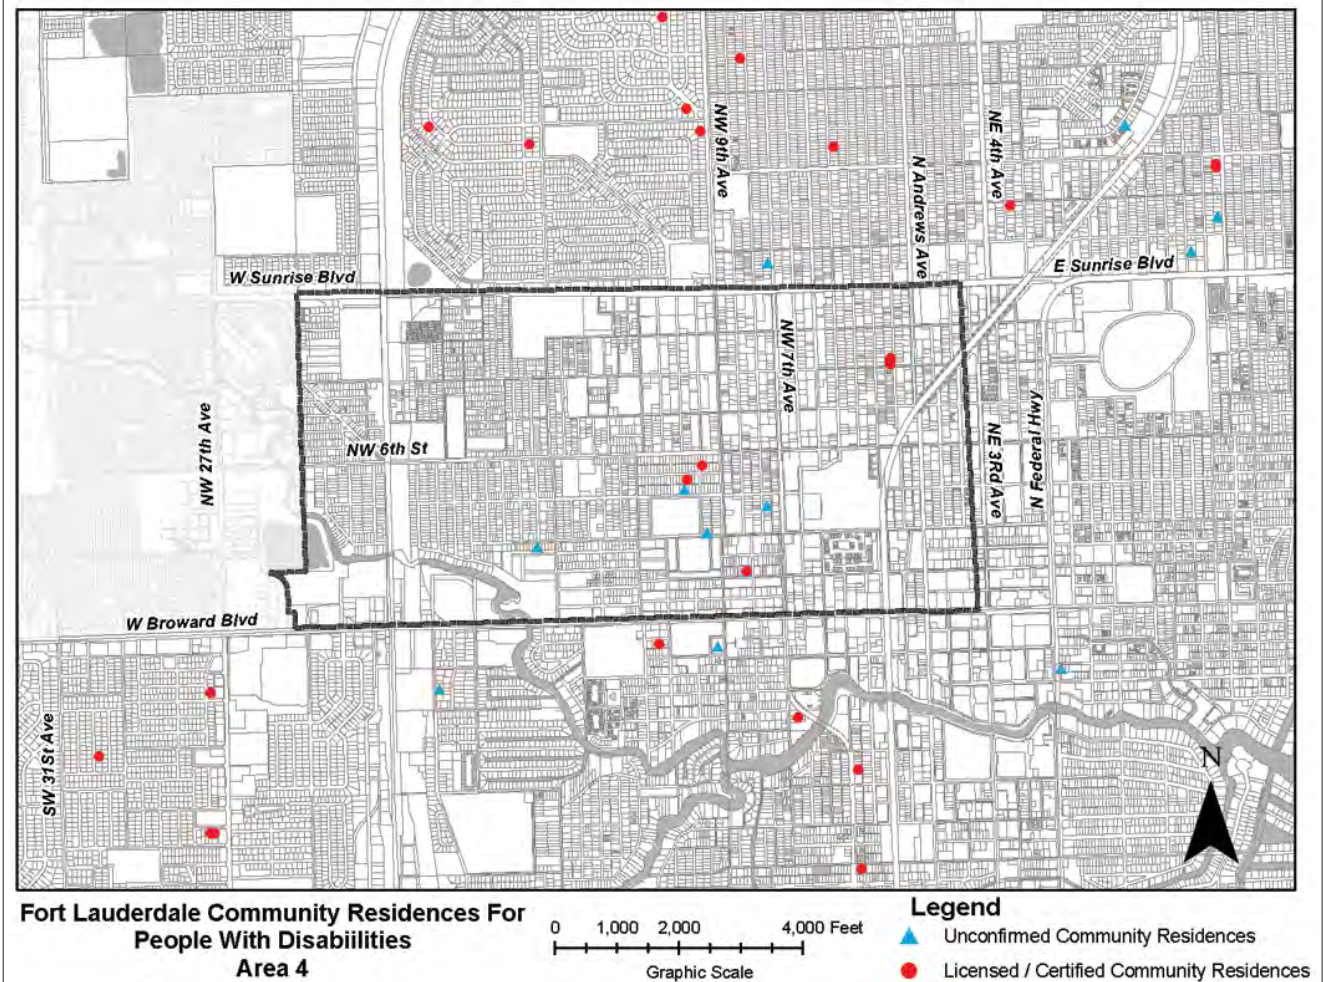 NW 9th Ave
NE 4th Ave
N Andrews Ave
W Sunrise Blvd
E Sunrise Blvd
NW 7th Ave
NW 27th Ave
NW 6th St
NE 3Rd Ave
N Federal Hwy
W Broward Blvd
SW 31St Ave
N
Fort Lauderdale Community Residences For
People With Disabiilities
Area 4
0 1,000 2,000 4,000 Feet
Graphic Scale
Legend
Unconfirmed Community Residences
Licensed / Certified Community Residences